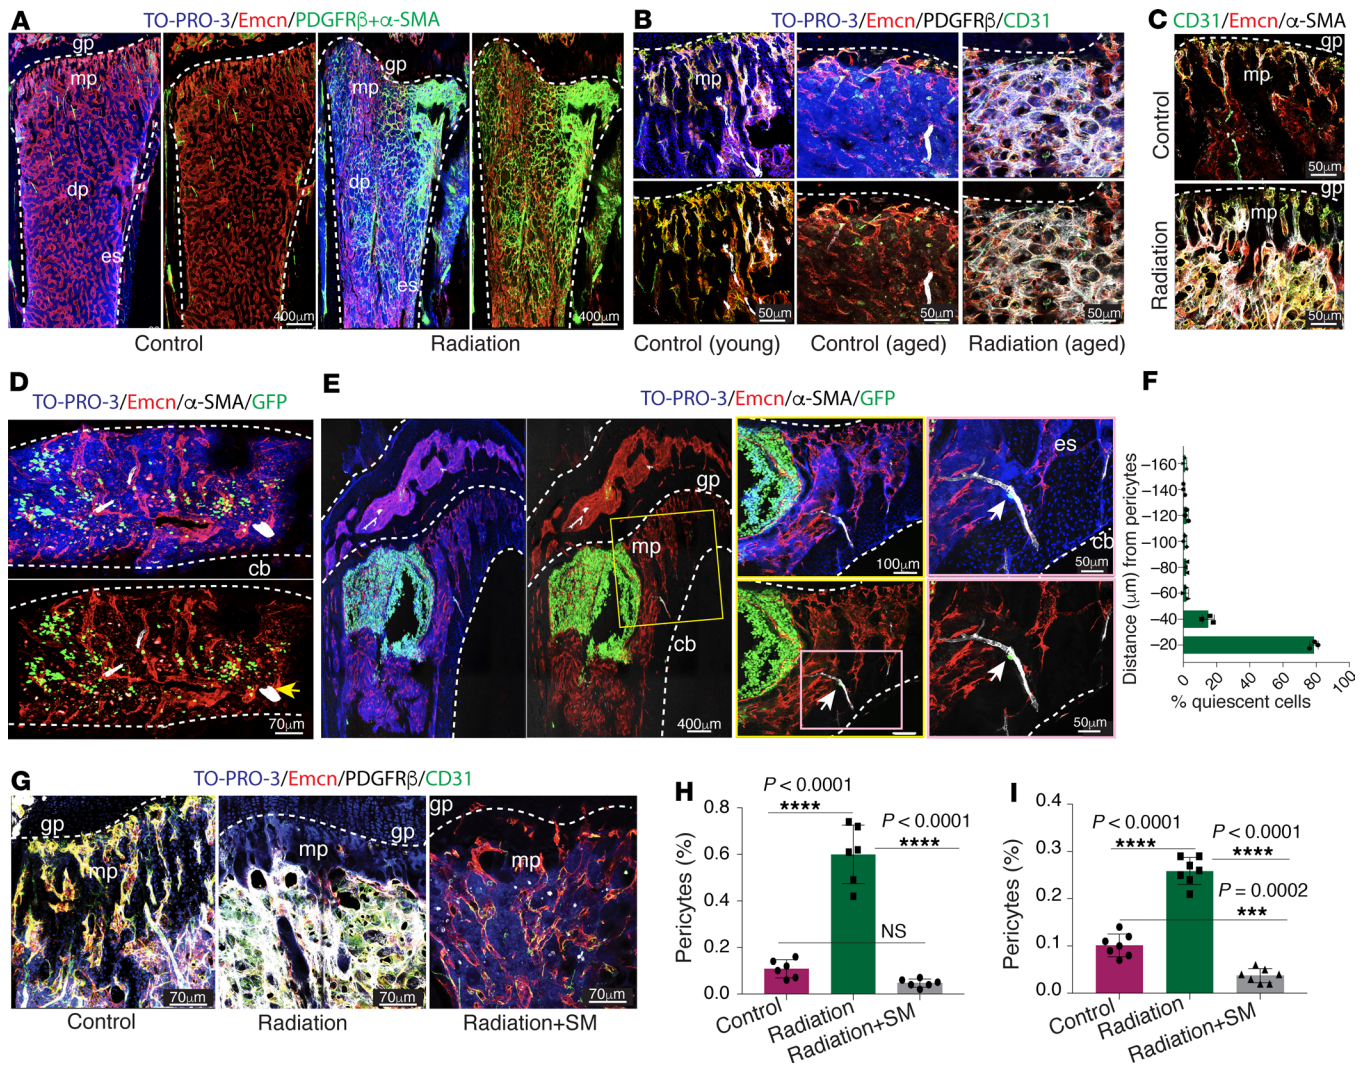 A
TO-PRO-3/Emcn/PDGFRβ+α-SMA
gp
mp
dp
es
400µm
gp
mp
dp
es
400µm
Control
Radiation
B
TO-PRO-3/Emcn/PDGFRβ/CD31
mp
50µm
50µm
50µm
Control (young)
Control (aged)
Radiation (aged)
C
CD31/Emcn/α-SMA
gp
mp
50µm
Control
gp
mp
50µm
Radiation
D
TO-PRO-3/Emcn/α-SMA/GFP
cb
70µm
E
TO-PRO-3/Emcn/α-SMA/GFP
gp
mp
cb
400µm
100µm
es
cb
50µm
50µm
F
Distance (µm) from pericytes
−160
−140
−120
−100
−80
−60
−40
−20
0
20
40
60
80
100
% quiescent cells
G
TO-PRO-3/Emcn/PDGFRβ/CD31
gp
mp
70µm
gp
mp
70µm
gp
mp
70µm
Control
Radiation
Radiation+SM
H
P < 0.0001
****
P < 0.0001
****
NS
Pericytes (%)
0.8
0.6
0.4
0.2
0.0
Control
Radiation
Radiation+SM
I
P < 0.0001
****
P < 0.0001
****
P = 0.0002
***
Pericytes (%)
0.4
0.3
0.2
0.1
0.0
Control
Radiation
Radiation+SM